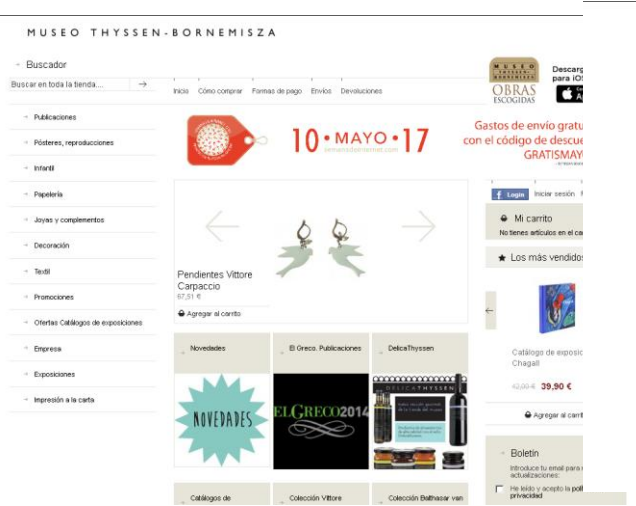 MUSEO THYSSEN-BORNEMISZA
Buscador
Buscar en toda la tienda....
Publicaciones
Pósteres, reproducciones
Infantil
Papelería
Joyas y complementos
Decoración
Textil
Promociones
Ofertas Catálogos de exposiciones
Empresa
Exposiciones
Impresión a la carta
Inicio Cómo comprar Formas de pago Envíos Devoluciones
10 • MAYO • 17
Pendientes Vittore
Carpaccio
67,51 €
Agregar al carrito
Novedades
El Greco. Publicaciones
DelicaThyssen
NOVEDADES
ELGRECO2014
DELICATHYSSEN
Catálogos de
Colección Vittore
Colección Balthasar van
MUSEO
OBRAS
ESCOGIDAS
Descarg
para iOS
Gastos de envío gratu
con el código de descue
GRATISMAY
Login Iniciar sesión
Mi carrito
No tienes artículos en el ca
Los más vendidos
Catálogo de exposic
Chagall
42,00 € 39,90 €
Agregar al carrit
Boletín
Introduce tu email para
actualizaciones:
He leído y acepto la polí
privacidad